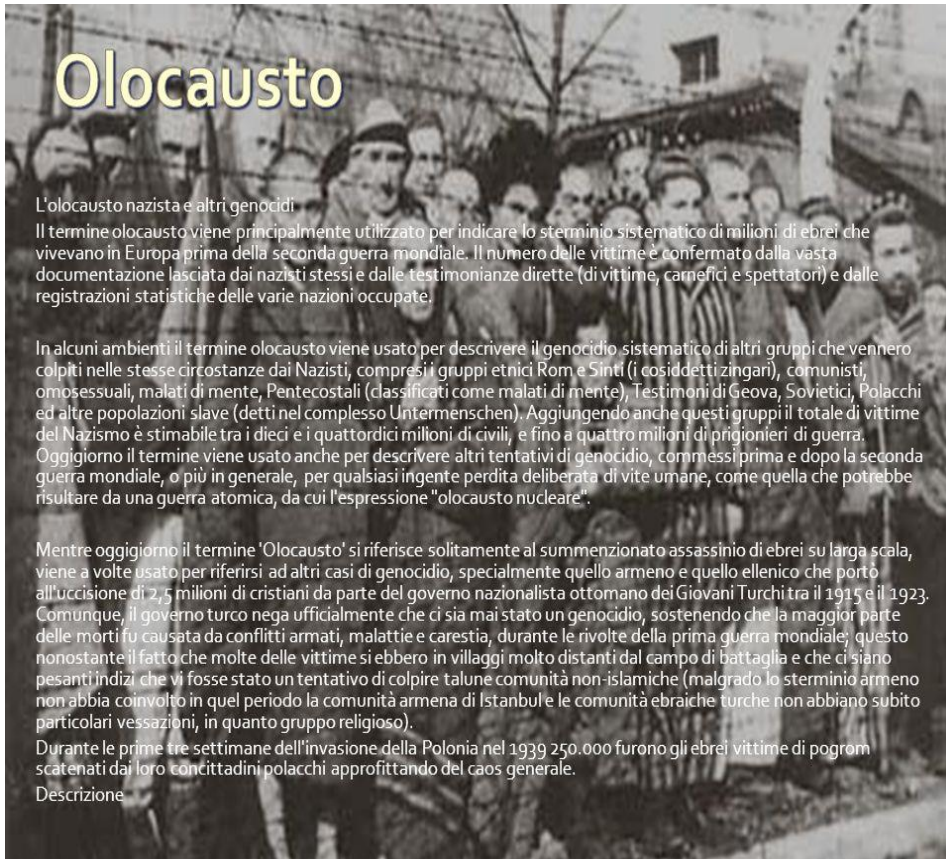 Olocausto
L'olocausto nazista e altri genocidi
Il termine olocausto viene principalmente utilizzato per indicare lo sterminio sistematico di milioni di ebrei che
vivevano in Europa prima della seconda guerra mondiale. Il numero delle vittime è confermato dalla vasta
documentazione lasciata dai nazisti stessi e dalle testimonianze dirette (di vittime, carnefici e spettatori) e dalle
registrazioni statistiche delle varie nazioni occupate.
In alcuni ambienti il termine olocausto viene usato per descrivere il genocidio sistematico di altri gruppi che vennero
colpiti nelle stesse circostanze dai Nazisti, compresi i gruppi etnici Rom e Sinti (i cosiddetti zingari), comunisti,
omosessuali, malati di mente, Pentecostali (classificati come malati di mente), Testimoni di Geova, Sovietici, Polacchi
ed altre popolazioni slave (detti nel complesso Untermenschen). Aggiungendo anche questi gruppi il totale di vittime
del Nazismo è stimabile tra i dieci e i quattordici milioni di civili, e fino a quattro milioni di prigionieri di guerra.
Oggigiorno il termine viene usato anche per descrivere altri tentativi di genocidio, commessi prima e dopo la seconda
guerra mondiale, o più in generale, per qualsiasi ingente perdita deliberata di vite umane, come quella che potrebbe
risultare da una guerra atomica, da cui l'espressione "olocausto nucleare".
Mentre oggigiorno il termine 'Olocausto' si riferisce solitamente al summenzionato assassinio di ebrei su larga scala,
viene a volte usato per riferirsi ad altri casi di genocidio, specialmente quello armeno e quello ellenico che portò
all'uccisione di 2,5 milioni di cristiani da parte del governo nazionalista ottomano dei Giovani Turchi tra il 1915 e il 1923.
Comunque, il governo turco nega ufficialmente che ci sia mai stato un genocidio, sostenendo che la maggior parte
delle morti fu causata da conflitti armati, malattie e carestia, durante le rivolte della prima guerra mondiale; questo
nonostante il fatto che molte delle vittime si ebbero in villaggi molto distanti dal campo di battaglia e che ci siano
pesanti indizi che vi fosse stato un tentativo di colpire talune comunità non-islamiche (malgrado lo sterminio armeno
non abbia coinvolto in quel periodo la comunità armena di Istanbul e le comunità ebraiche turche non abbiano subito
particolari vessazioni, in quanto gruppo religioso).
Durante le prime tre settimane dell'invasione della Polonia nel 1939 250.000 furono gli ebrei vittime di pogrom
scatenati dai loro concittadini polacchi approfittando del caos generale.
Descrizione